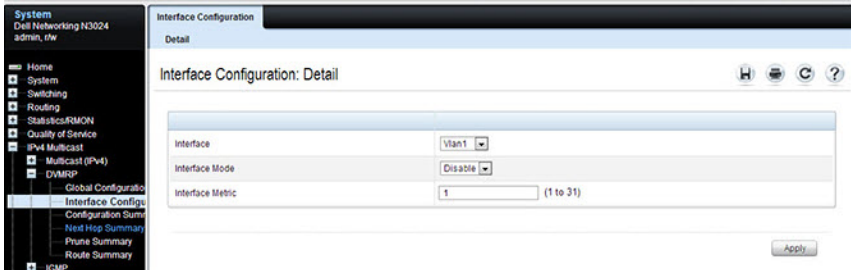 System
Dell Networking N3024
admin, r/w
Home
System
Switching
Routing
Statistics/RMON
Quality of Service
IPv4 Multicast
Multicast (IPv4)
DVMRP
Global Configuratio
Interface Configu
Configuration Summ
Next Hop Summary
Prune Summary
Route Summary
IGMP
Interface Configuration
Detail
Interface Configuration: Detail
?
Interface Vlan1
Interface Mode Disable
Interface Metric 1 (1 to 31)
Apply